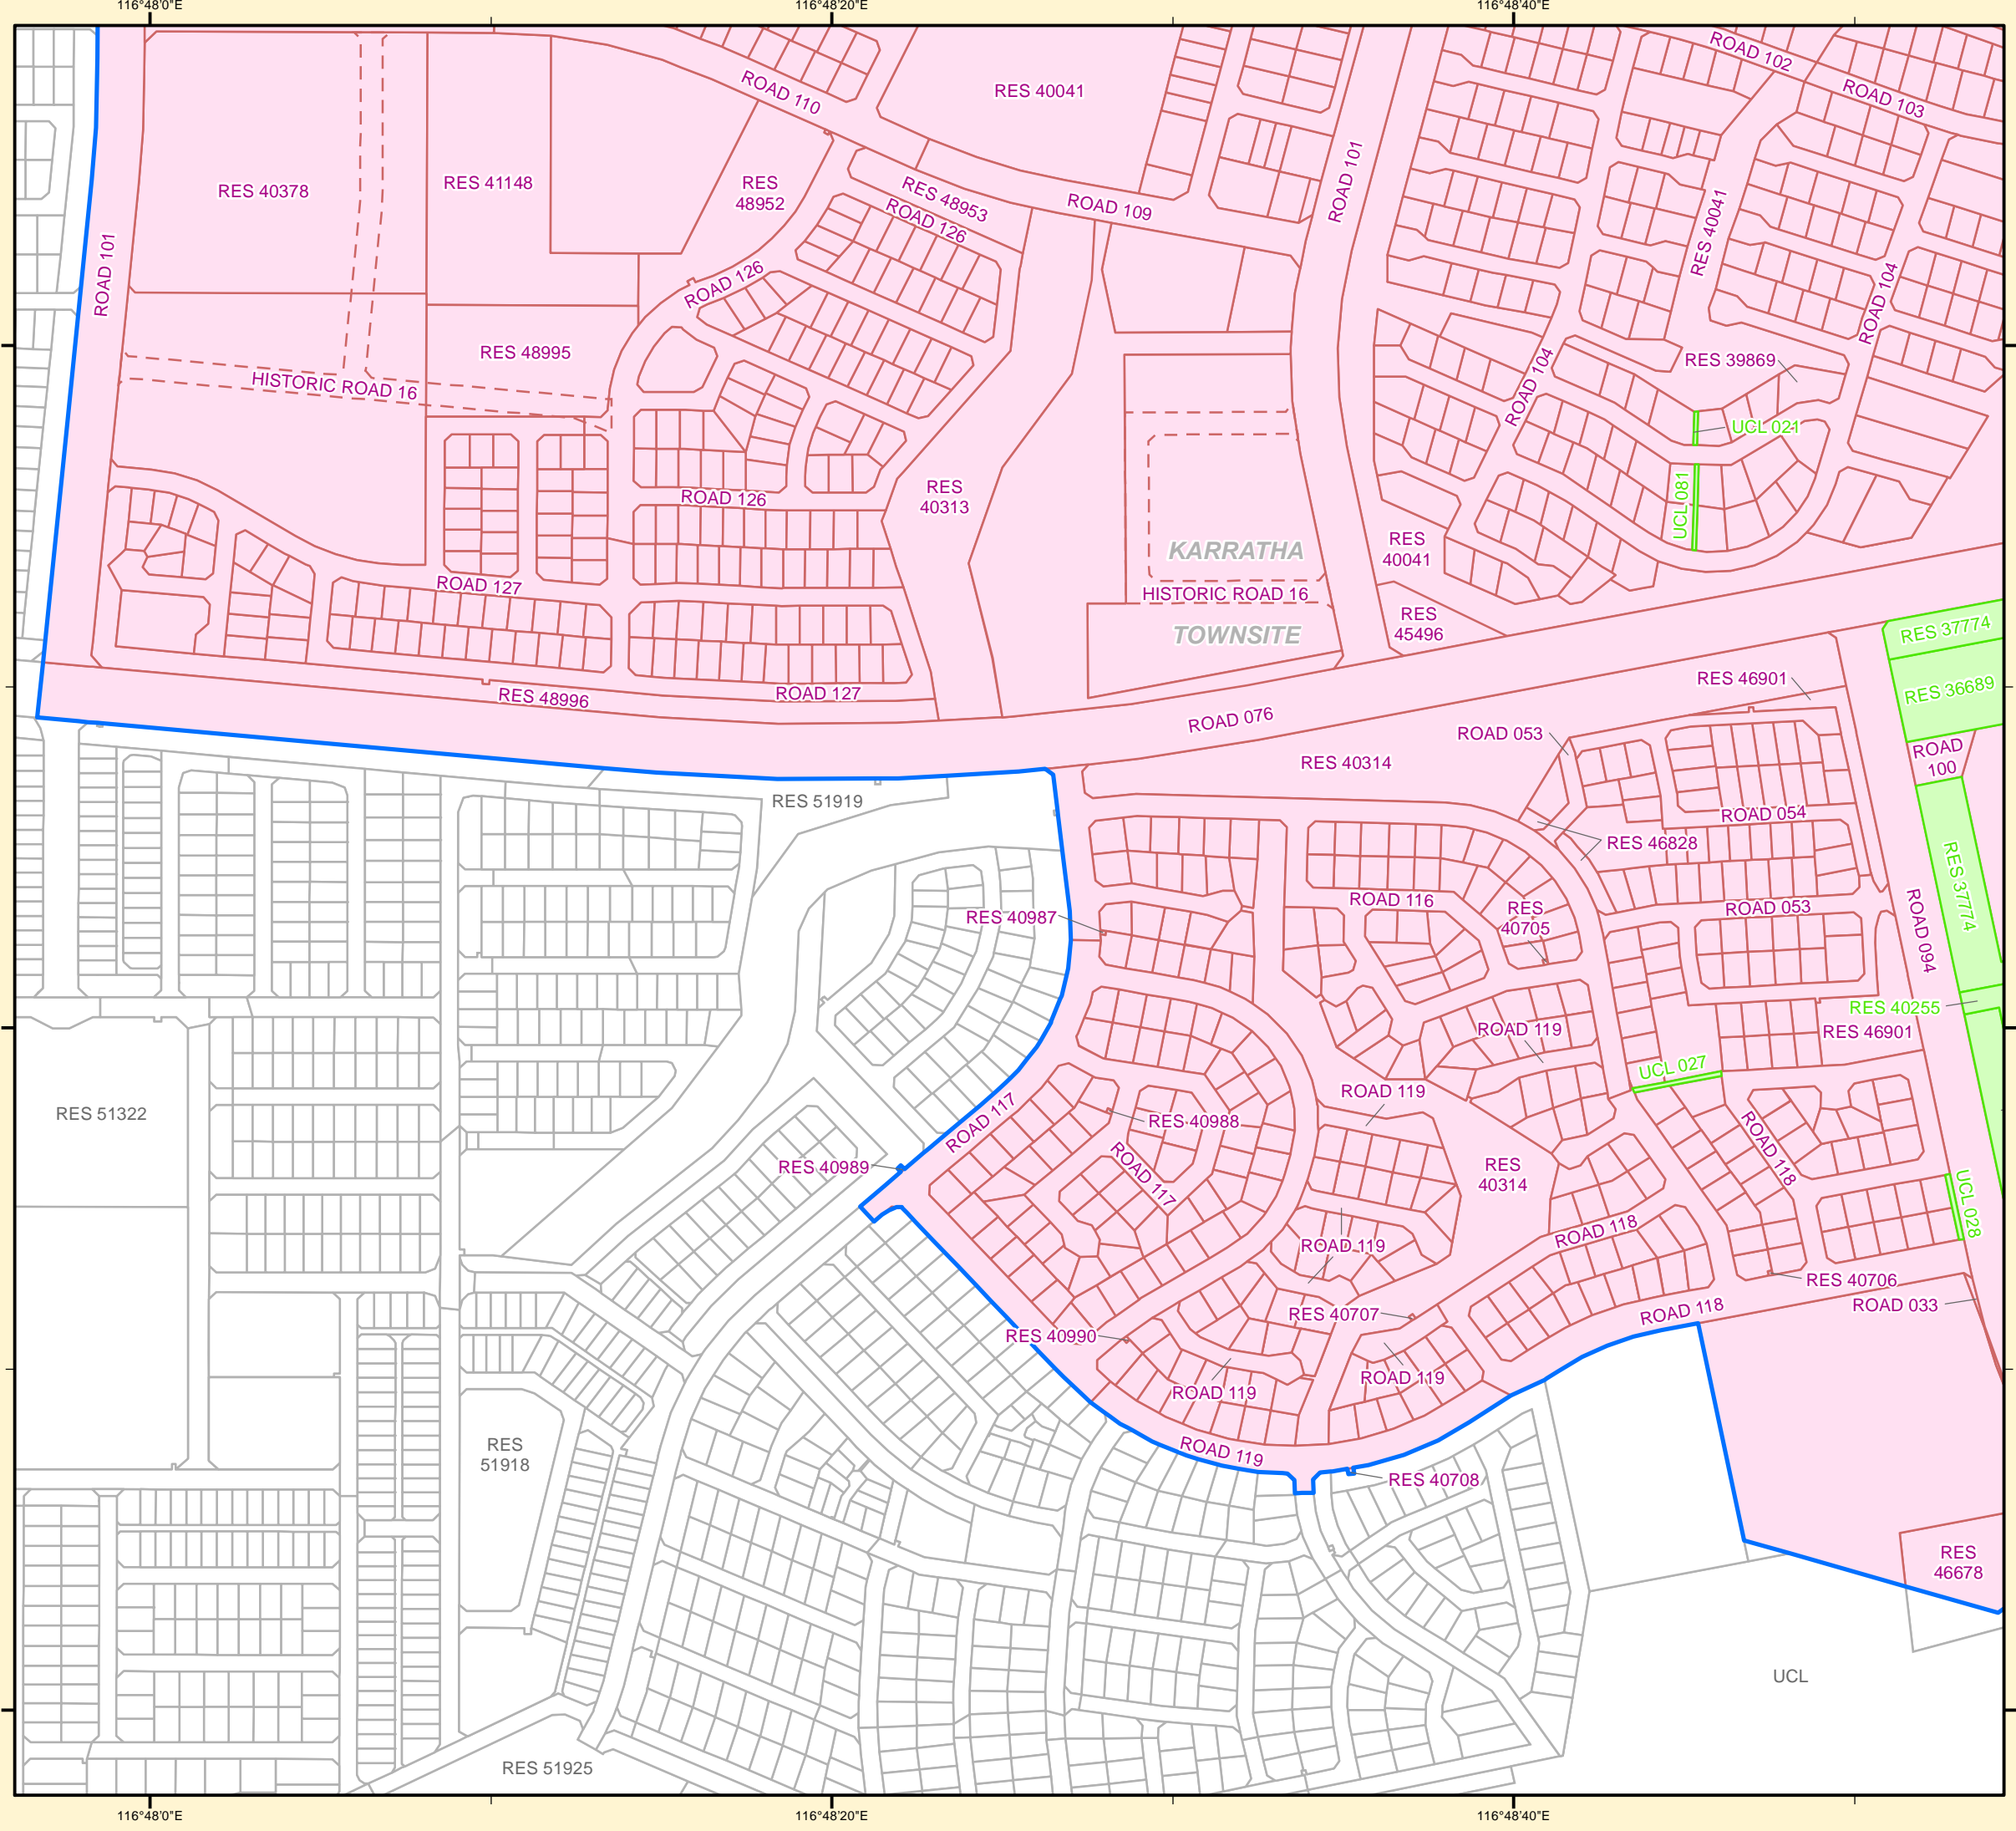 116°48'0"E
116°48'20"E
116°48'40"E
ROAD 102
ROAD 103
ROAD 110
RES 40041
ROAD 101
RES 40378
RES 41148
RES
48952
RES 48953
ROAD 126
ROAD 109
RES 40041
ROAD 104
ROAD 101
ROAD 126
RES 48995
HISTORIC ROAD 16
ROAD 104
RES 39869
UCL 021
UCL 081
ROAD 126
RES
40313
KARRATHA
RES
40041
ROAD 127
HISTORIC ROAD 16
RES
45496
TOWNSITE
RES 37774
RES 36689
RES 48996
ROAD 127
ROAD 076
RES 46901
ROAD 053
RES 40314
ROAD
100
RES 51919
ROAD 054
RES 46828
RES 37774
ROAD 116
RES
40705
ROAD 053
RES 40987
ROAD 094
RES 40255
ROAD 119
RES 46901
UCL 027
ROAD 119
RES 51322
ROAD 117
RES 40988
ROAD 118
RES 40989
ROAD 117
RES
40314
UCL 028
ROAD 118
ROAD 119
RES 40706
ROAD 033
RES 40707
ROAD 118
RES 40990
ROAD 119
ROAD 119
ROAD 119
RES
51918
RES 40708
RES
46678
UCL
RES 51925
116°48'0"E
116°48'20"E
116°48'40"E